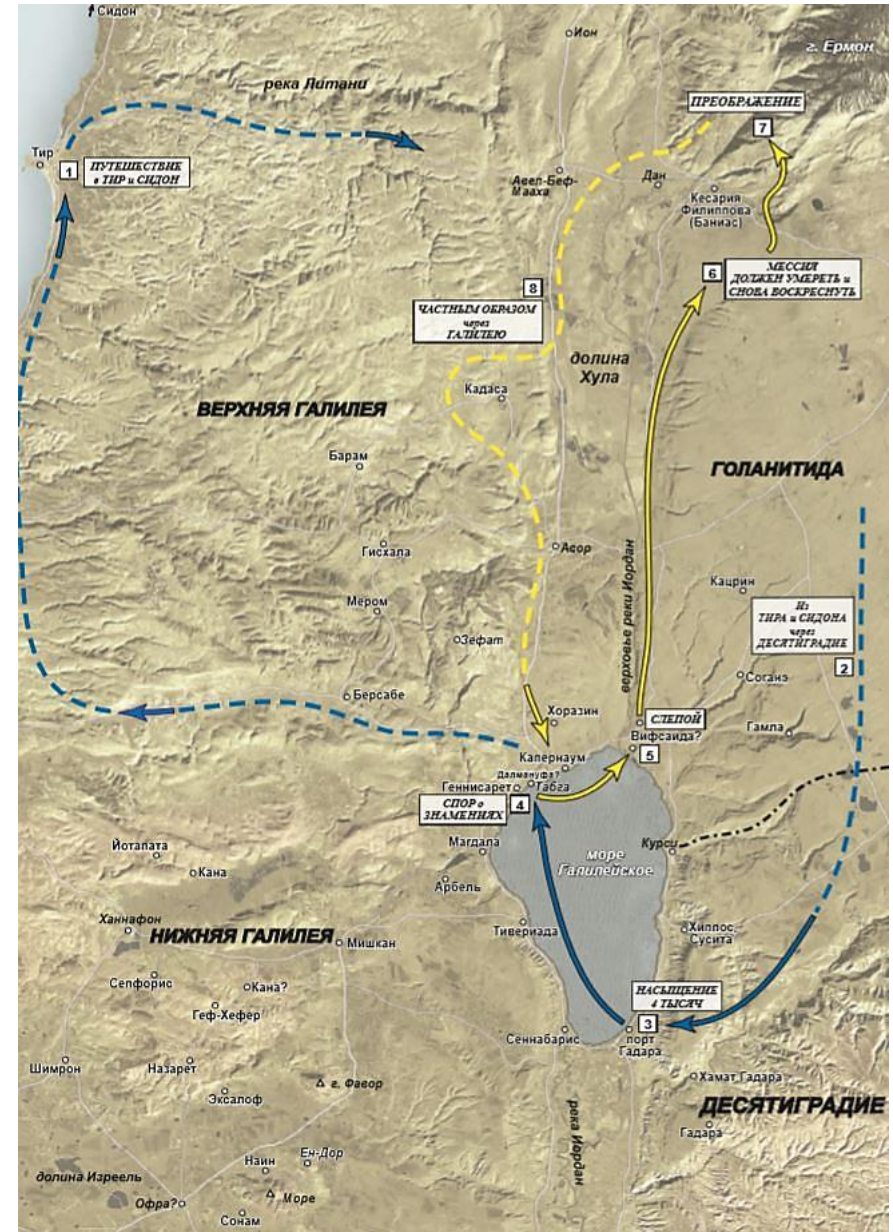 Сидон
Ион
г. Ермон
река Литани
ПРЕОБРАЖЕНИЕ
7
Тир
1
ПУТЕШЕСТВИЕ
в ТИР и СИДОН
Авел-Беф-
Мааха
Дан
Кесария
Филиппова
(Баниас)
6
МЕССИЯ
ДОЛЖЕН УМЕРЕТЬ и
СНОВА ВОСКРЕСНУТЬ
8
ЧАСТНЫМ ОБРАЗОМ
через
ГАЛИЛЕЮ
долина
Хула
Кадаса
ВЕРХНЯЯ ГАЛИЛЕЯ
Барам
ГОЛАНИТИДА
Гисхала
Асор
верховье реки Иордан
Кацрин
Мером
Из
ТИРА и СИДОНА
через
ДЕСЯТИГРАДИЕ
2
Зефат
Соганэ
Берсабе
Хоразин
СЛЕПОЙ
Вифсаида?
5
Гамла
Капернаум
Далмануфа?
Табга
Геннисарет
4
СПОР о
ЗНАМЕНИЯХ
Йотапата
Магдала
море
Галилейское
Курси
Кана
Арбель
Ханнафон
НИЖНЯЯ ГАЛИЛЕЯ
Мишкан
Тивериада
Хиппос,
Сусита
Сепфорис
Кана?
Геф-Хефер
НАСЫЩЕНИЕ
4 ТЫСЯЧ
3
порт
Гадара
Сеннабарис
Шимрон
Назарет
г. Фавор
Эксалоф
Хамат Гадара
ДЕСЯТИГРАДИЕ
Гадара
река Иордан
Ен-Дор
Наин
долина Изреель
Море
Офра?
Сонам